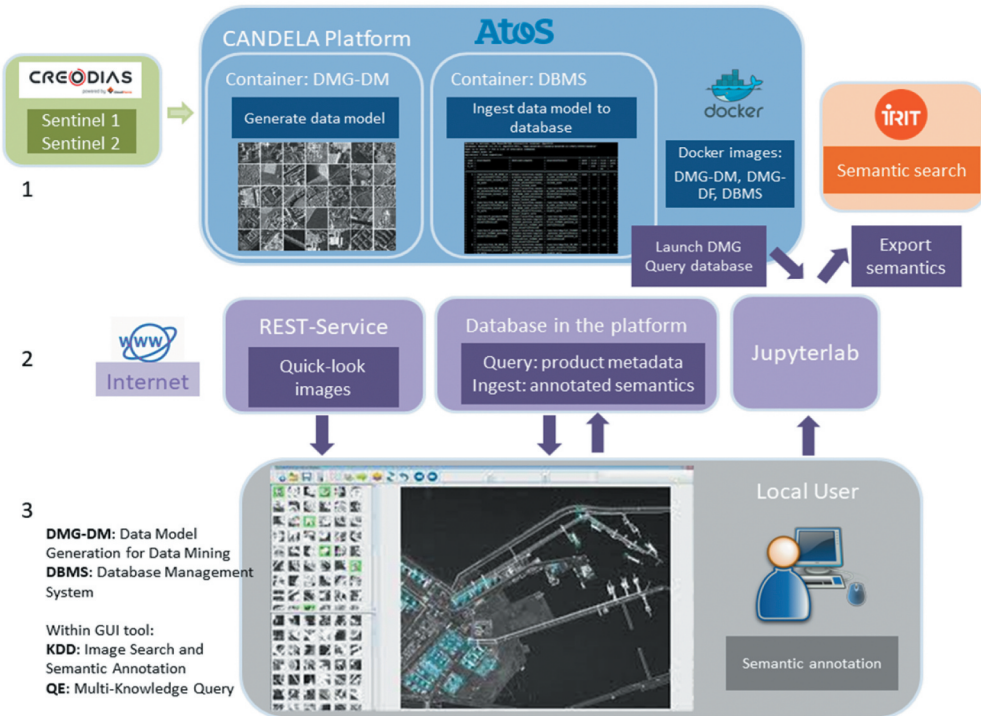 CANDELA Platform
AtoS
CREODIAS
powered by
Sentinel 1
Sentinel 2
Container: DMG-DM
Generate data model
Container: DBMS
Ingest data model to
database
docker
Docker images:
DMG-DM, DMG-
DF, DBMS
IRIT
Semantic search
1
Launch DMG
Query database
Export
semantics
2
WWW
Internet
REST-Service
Quick-look
images
Database in the platform
Query: product metadata
Ingest: annotated semantics
Jupyterlab
3
DMG-DM: Data Model
Generation for Data Mining
DBMS: Database Management
System
Within GUI tool:
KDD: Image Search and
Semantic Annotation
QE: Multi-Knowledge Query
Local User
Semantic annotation